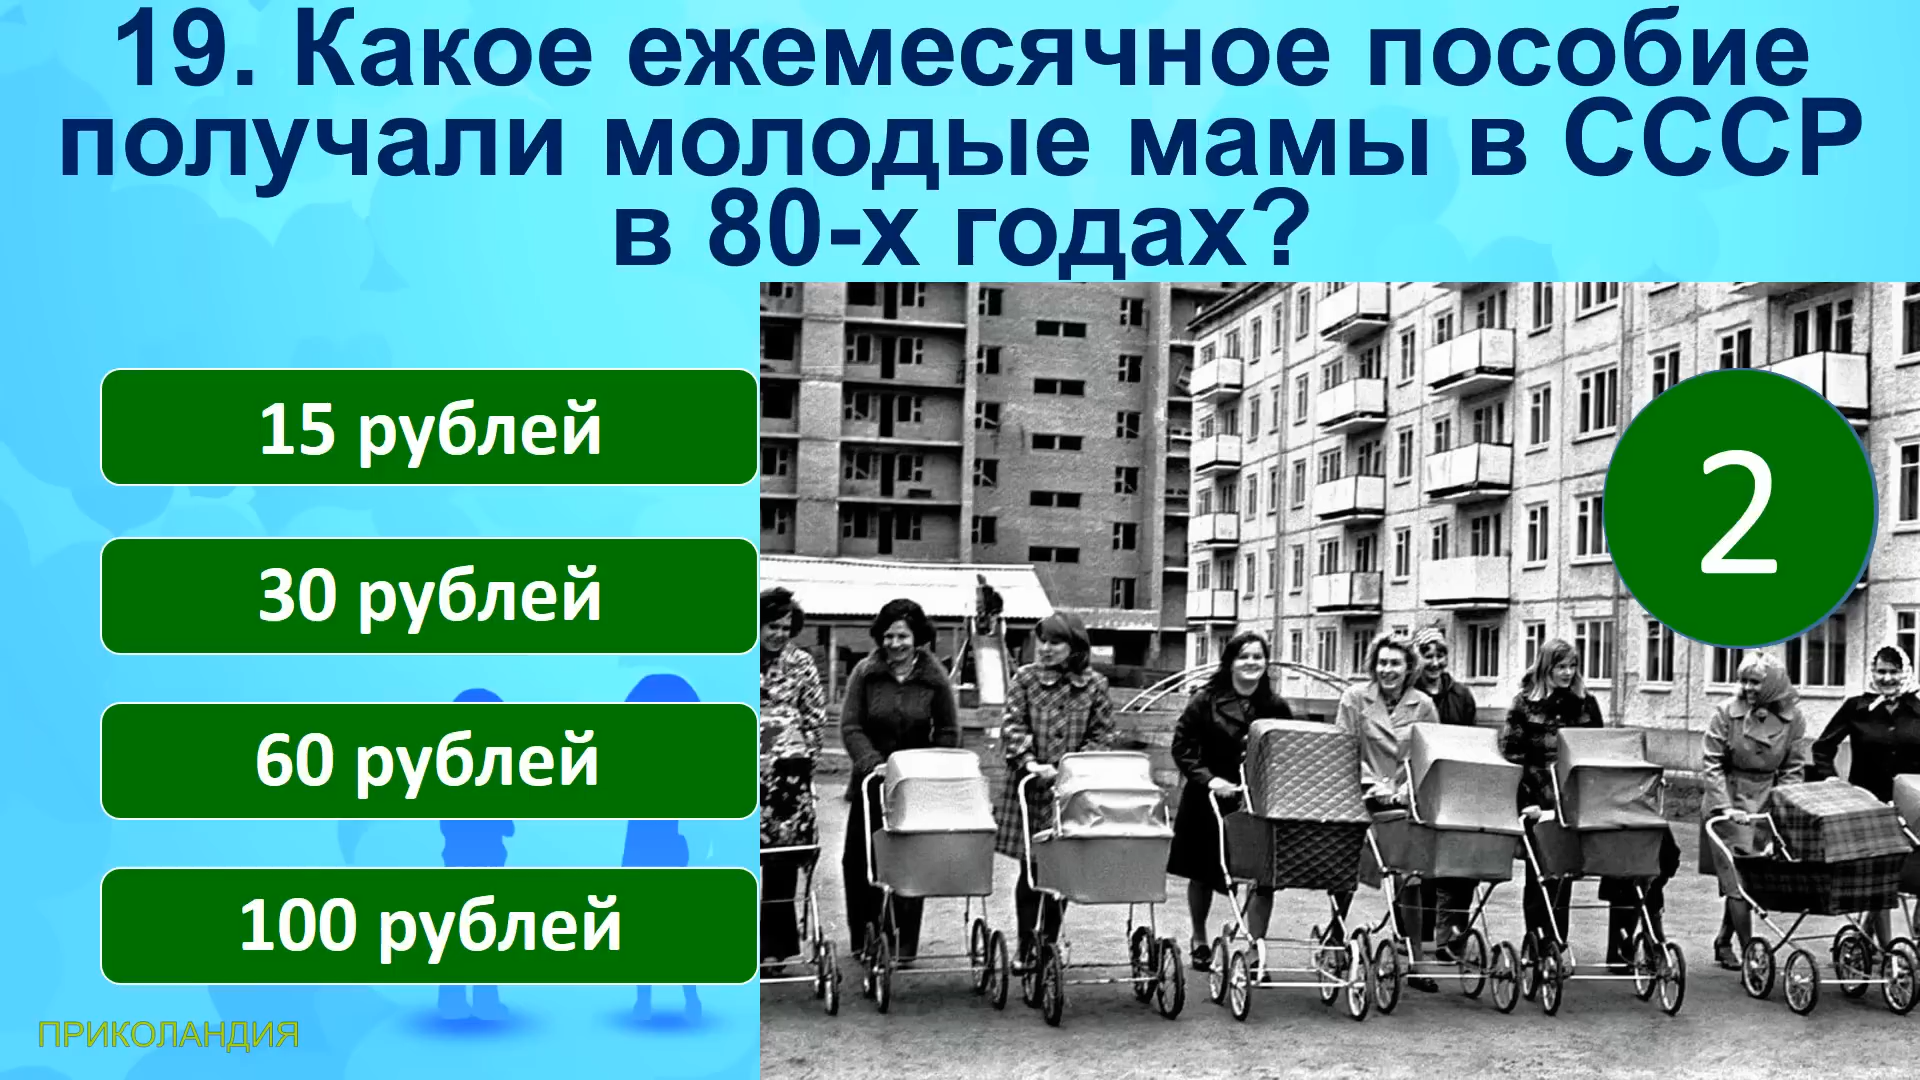 19. Какое ежемесячное пособие
получали молодые мамы в СССР
в 80-х годах?
15 рублей
30 рублей
60 рублей
100 рублей
2
ПРИКОЛАНДИЯ